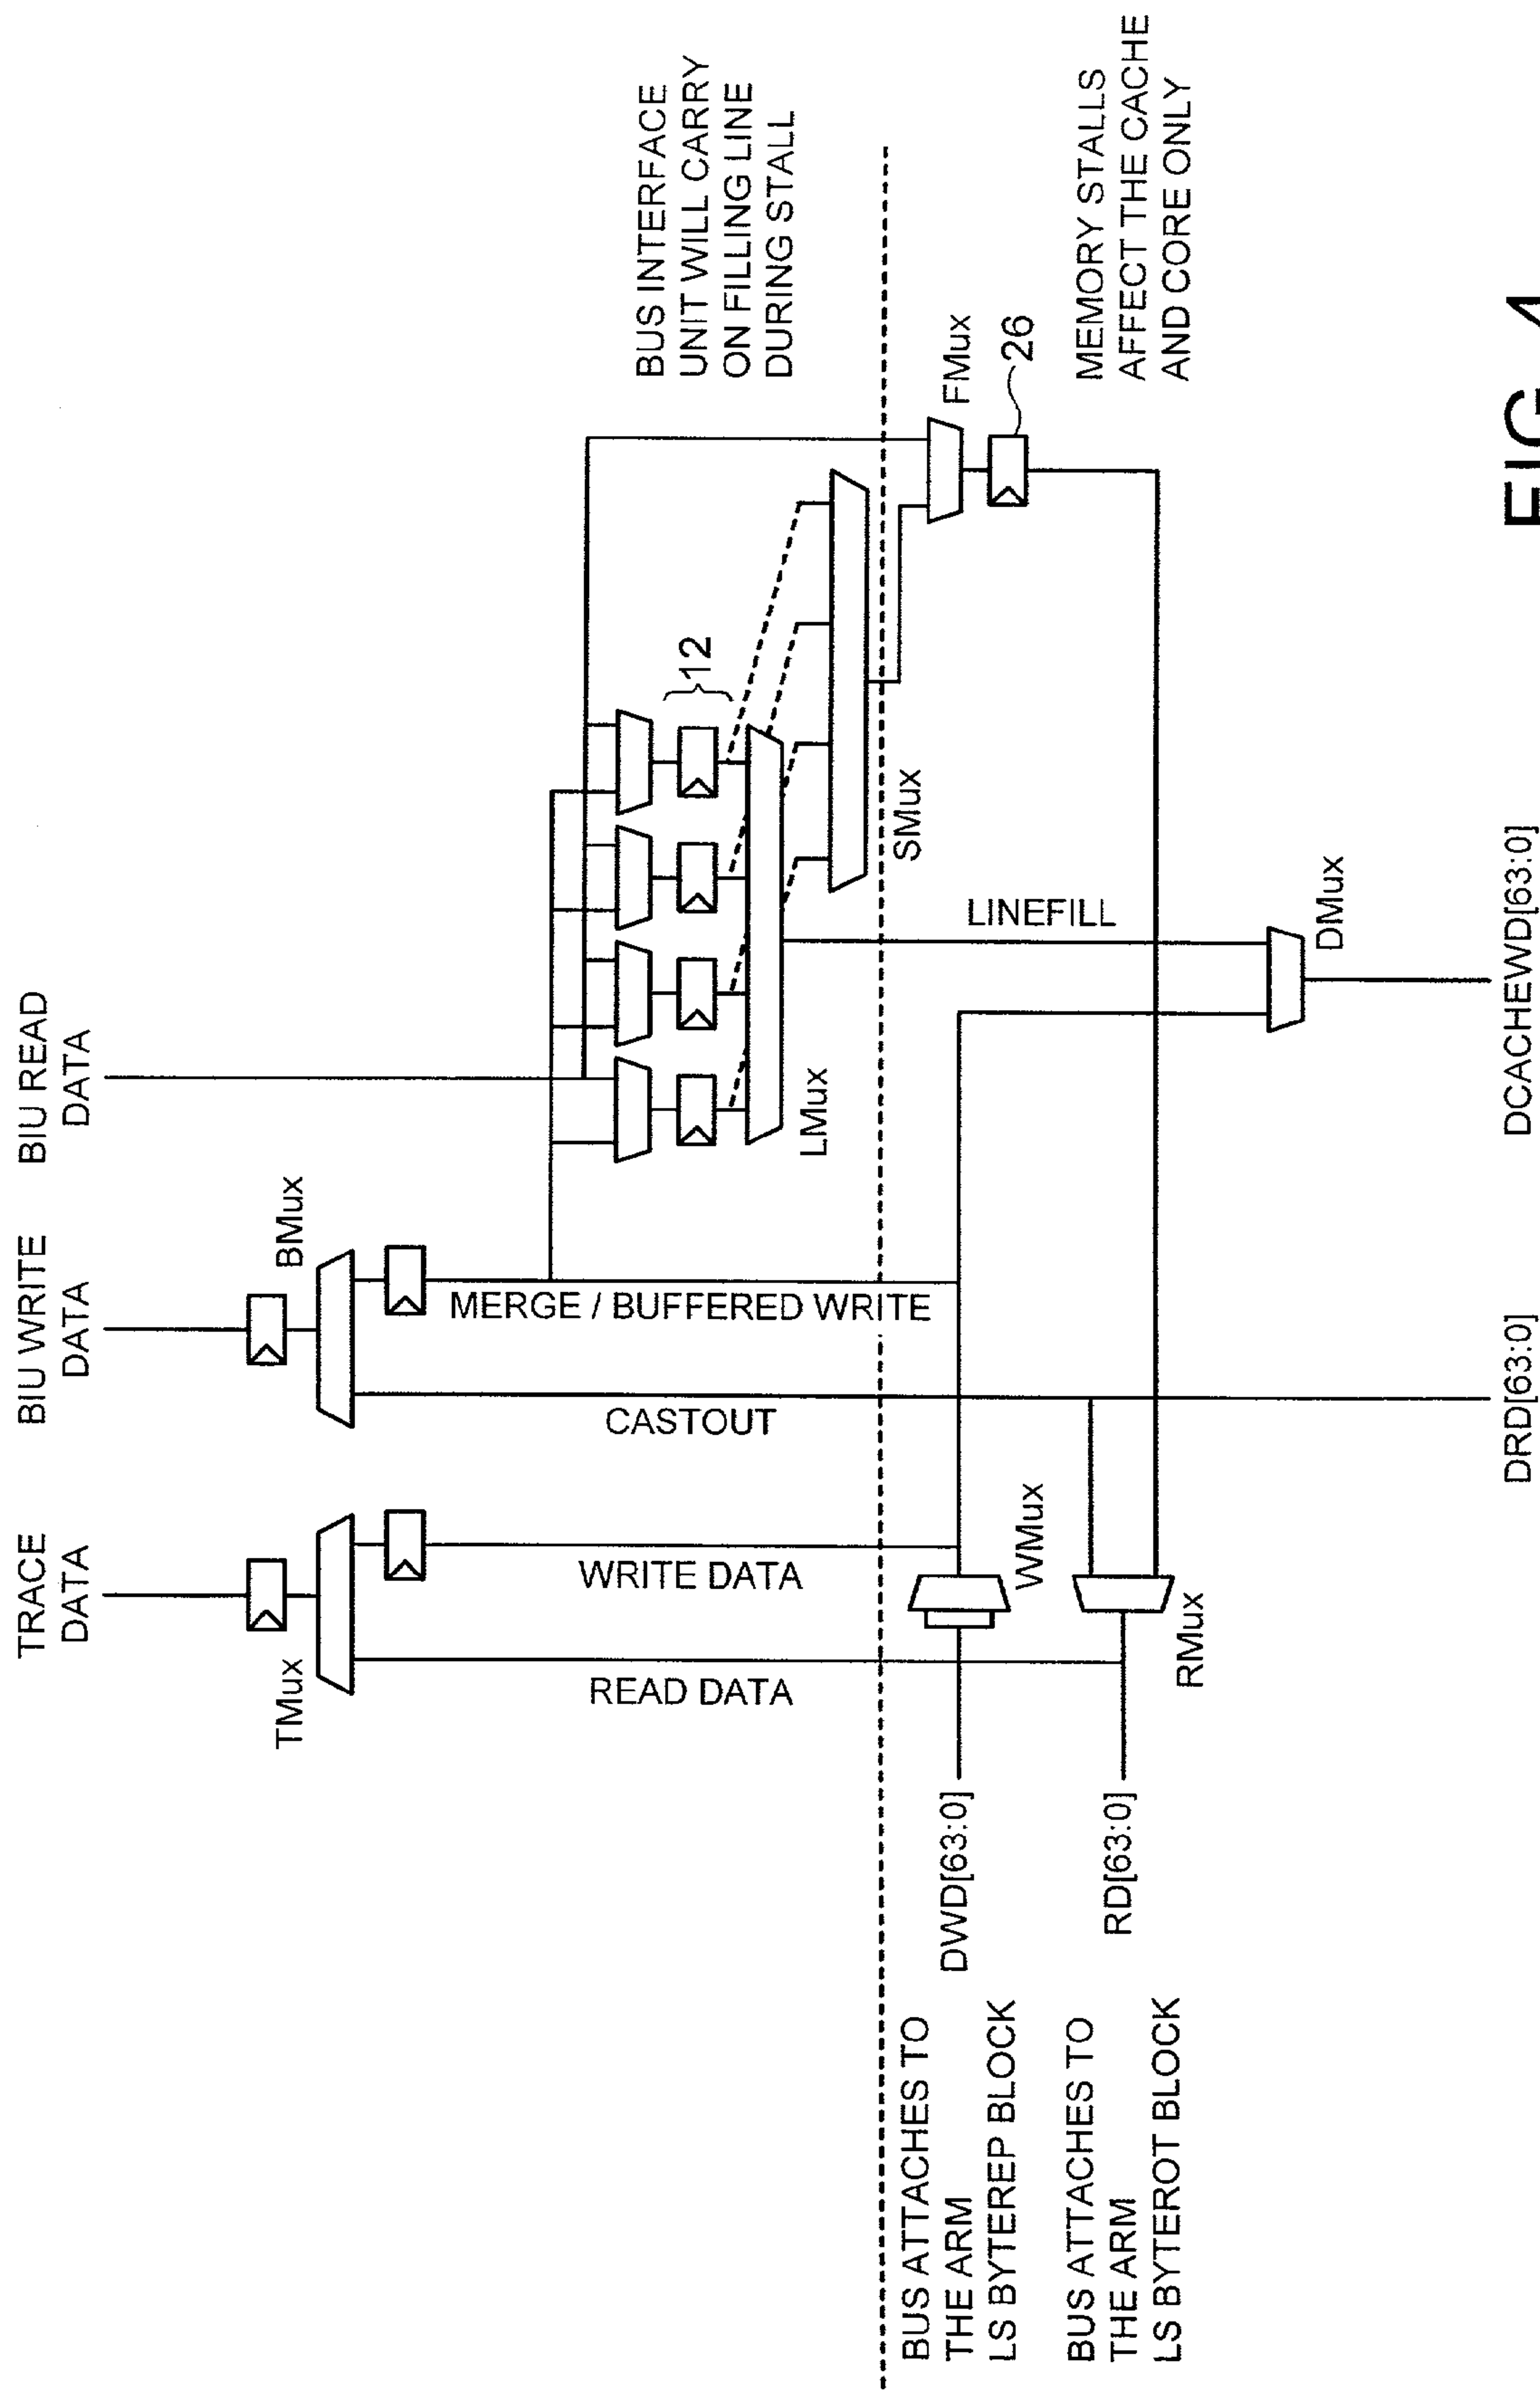 TRACE
DATA
BIU WRITE
DATA
BIU READ
DATA
TMux
BMux
BUS INTERFACE
UNIT WILL CARRY
ON FILLING LINE
DURING STALL
12
READ DATA
WRITE DATA
CASTOUT
MERGE / BUFFERED WRITE
LMux
SMux
BUS ATTACHES TO
THE ARM
LS BYTEREP BLOCK
DWD[63:0]
WMux
LINEFILL
FMux
26
BUS ATTACHES TO
THE ARM
LS BYTEROT BLOCK
RD[63:0]
RMux
MEMORY STALLS
AFFECT THE CACHE
AND CORE ONLY
DMux
DRD[63:0]
DCACHEWD[63:0]
FIG. 4